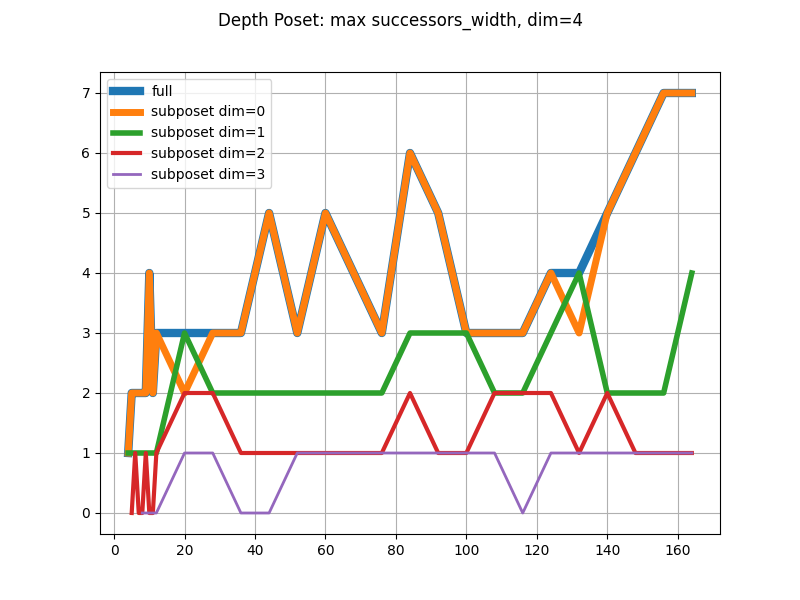 Depth Poset: max successors_width, dim=4
full
subposet dim=0
subposet dim=1
subposet dim=2
subposet dim=3
7
6
5
4
3
2
1
0
0 20 40 60 80 100 120 140 160